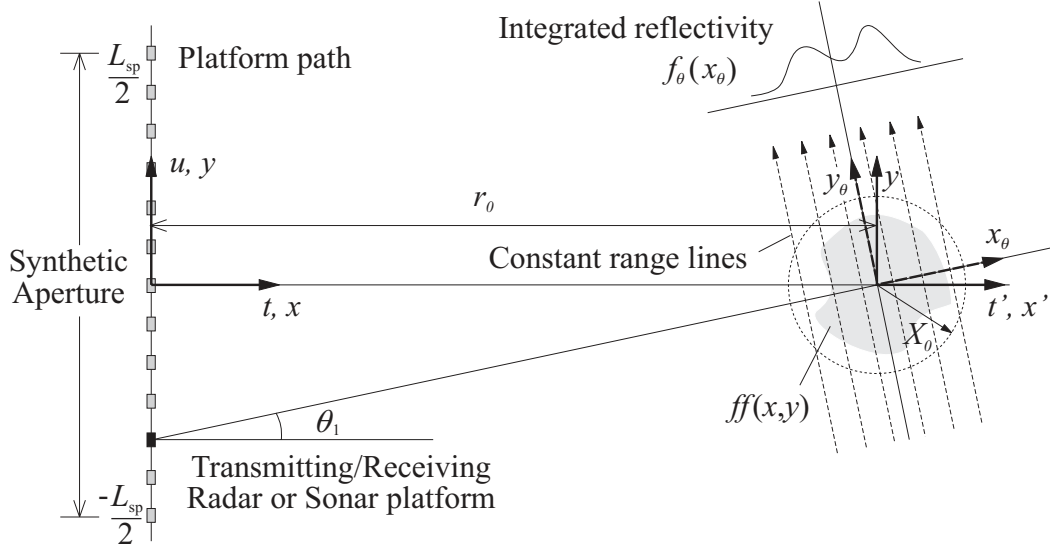 Integrated reflectivity
f_θ(x_θ)
L_sp
2
Platform path
u, y
r_0
y_θ
y
Constant range lines
x_θ
Synthetic
Aperture
t, x
t', x'
X_0
ff(x,y)
θ_1
Transmitting/Receiving
Radar or Sonar platform
-L_sp
2